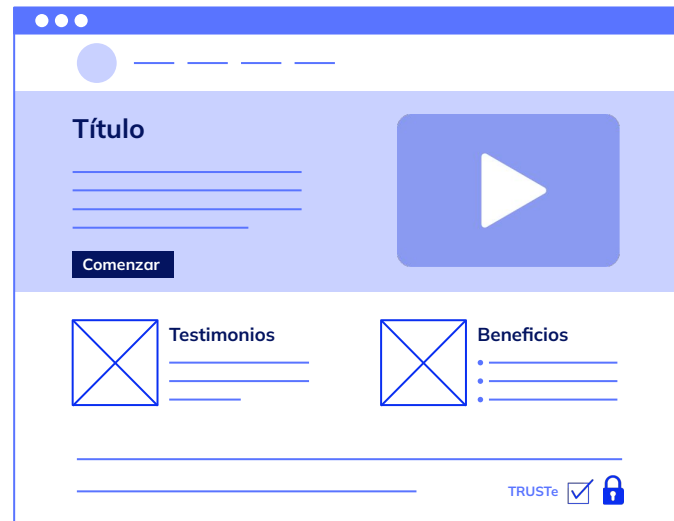 Título
Comenzar
Testimonios
Beneficios
TRUSTe